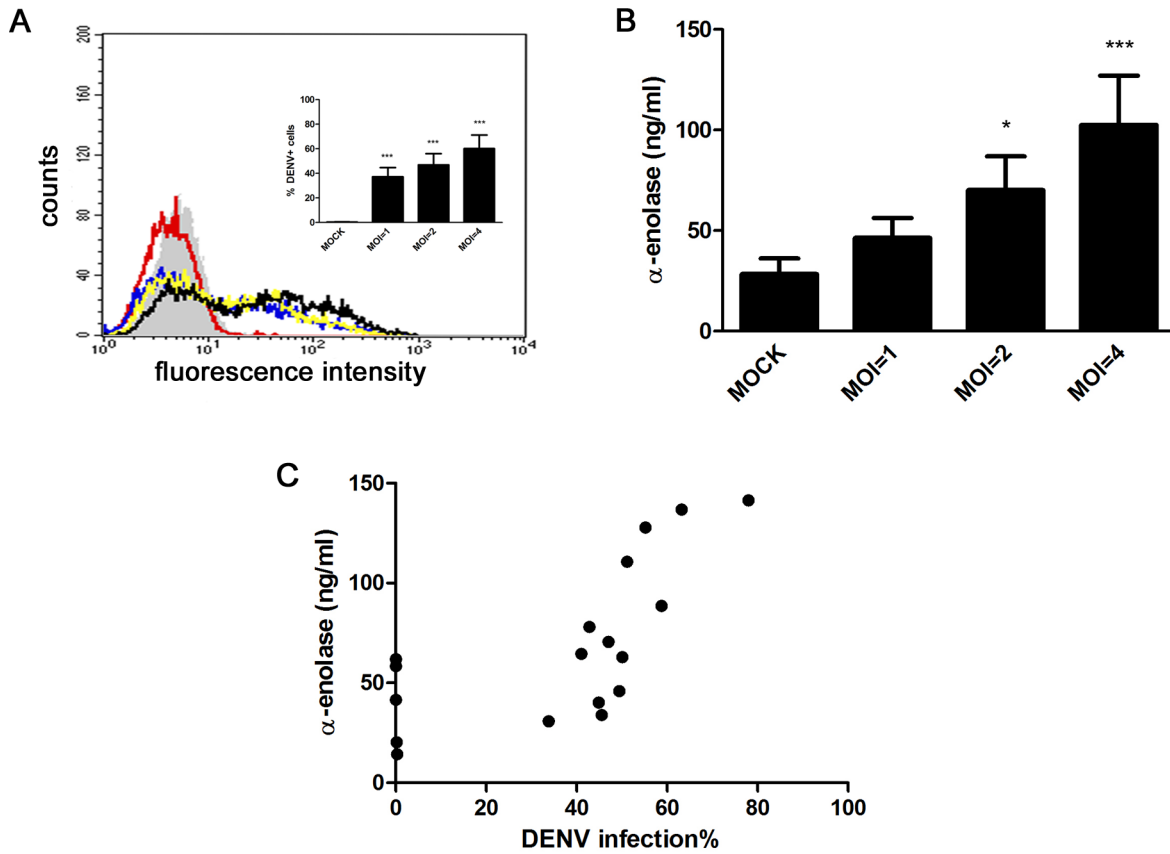 A
counts
200
160
120
80
40
0
10^0
10^1
10^2
10^3
10^4
fluorescence intensity
% DENV+ cells
100
80
60
40
20
0
***
***
***
MOCK
MOI=1
MOI=2
MOI=4
B
α-enolase (ng/ml)
150
100
50
0
*
***
MOCK
MOI=1
MOI=2
MOI=4
C
α-enolase (ng/ml)
150
100
50
0
0
20
40
60
80
100
DENV infection%